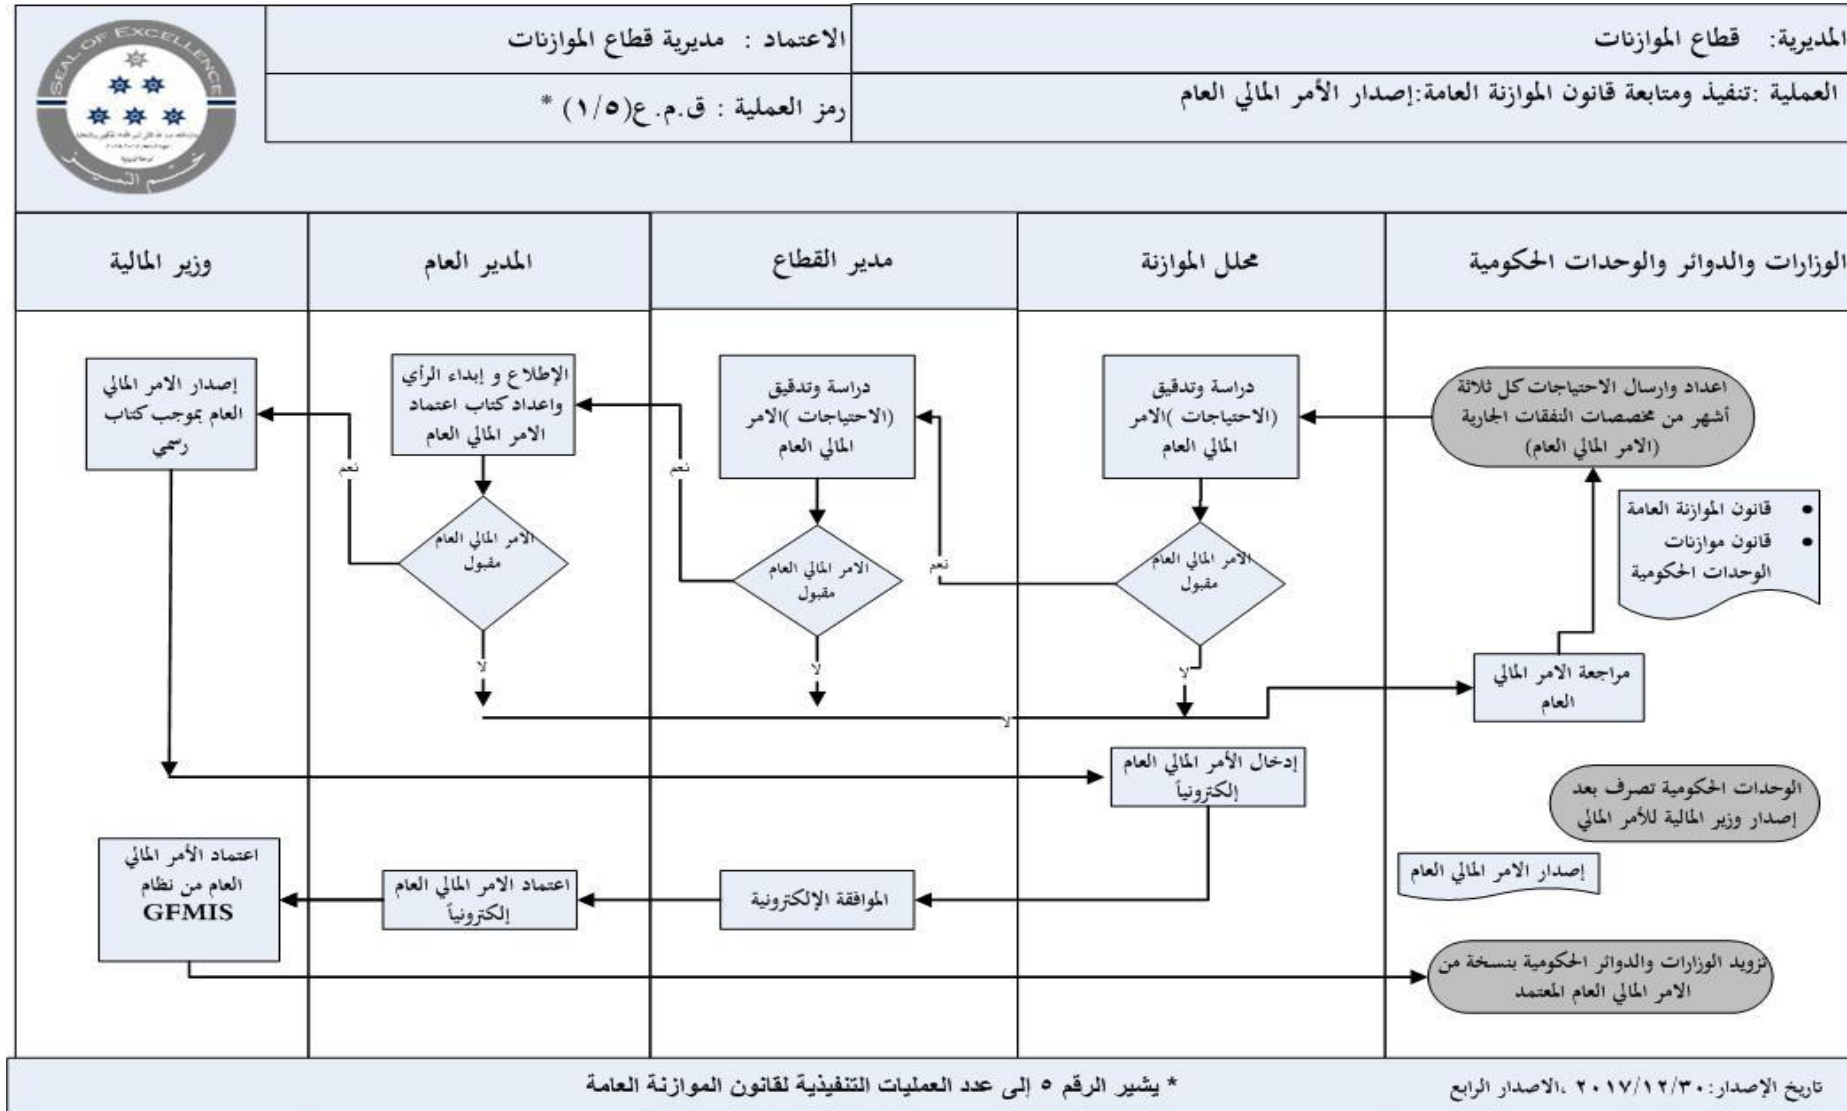 المديرية: قطاع الموازنات
الاعتماد : مديرية قطاع الموازنات
العملية :تنفيذ ومتابعة قانون الموازنة العامة:إصدار الأمر المالي العام
رمز العملية : ق.م.ع(١/٥) *
SEAL OF EXCELLENCE
ختم التميز
الوزارات والدوائر والوحدات الحكومية
محلل الموازنة
مدير القطاع
المدير العام
وزير المالية
اعداد وارسال الاحتياجات كل ثلاثة
أشهر من مخصصات النفقات الجارية
(الامر المالي العام)
دراسة وتدقيق
(الاحتياجات )الامر
المالي العام
دراسة وتدقيق
(الاحتياجات )الامر
المالي العام
الإطلاع و إبداء الرأي
واعداد كتاب اعتماد
الامر المالي العام
إصدار الامر المالي
العام بموجب كتاب
رسمي
نعم
نعم
نعم
• قانون الموازنة العامة
• قانون موازنات
الوحدات الحكومية
الامر المالي العام
مقبول
الامر المالي العام
مقبول
الامر المالي العام
مقبول
لا
لا
لا
لا
مراجعة الامر المالي
العام
إدخال الأمر المالي العام
إلكترونياً
الوحدات الحكومية تصرف بعد
إصدار وزير المالية للأمر المالي
إصدار الامر المالي العام
الموافقة الإلكترونية
اعتماد الامر المالي العام
إلكترونياً
اعتماد الأمر المالي
العام من نظام
GFMIS
تزويد الوزارات والدوائر الحكومية بنسخة من
الامر المالي العام المعتمد
تاريخ الإصدار: ٢٠١٧/١٢/٣٠ ،الاصدار الرابع
* يشير الرقم ٥ إلى عدد العمليات التنفيذية لقانون الموازنة العامة